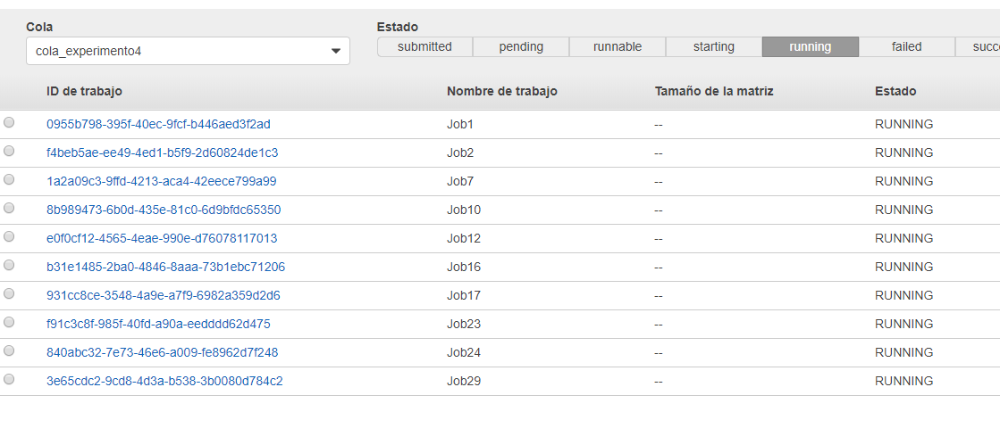 Cola Estado
cola_experimento4 submitted pending runnable starting running failed succ
ID de trabajo Nombre de trabajo Tamaño de la matriz Estado
0955b798-395f-40ec-9fcf-b446aed3f2ad Job1 -- RUNNING
f4beb5ae-ee49-4ed1-b5f9-2d60824de1c3 Job2 -- RUNNING
1a2a09c3-9ffd-4213-aca4-42eece799a99 Job7 -- RUNNING
8b989473-6b0d-435e-81c0-6d9bfdc65350 Job10 -- RUNNING
e0f0cf12-4565-4eae-990e-d76078117013 Job12 -- RUNNING
b31e1485-2ba0-4846-8aaa-73b1ebc71206 Job16 -- RUNNING
931cc8ce-3548-4a9e-a7f9-6982a359d2d6 Job17 -- RUNNING
f91c3c8f-985f-40fd-a90a-eedddd62d475 Job23 -- RUNNING
840abc32-7e73-46e6-a009-fe8962d7f248 Job24 -- RUNNING
3e65cdc2-9cd8-4d3a-b538-3b0080d784c2 Job29 -- RUNNING